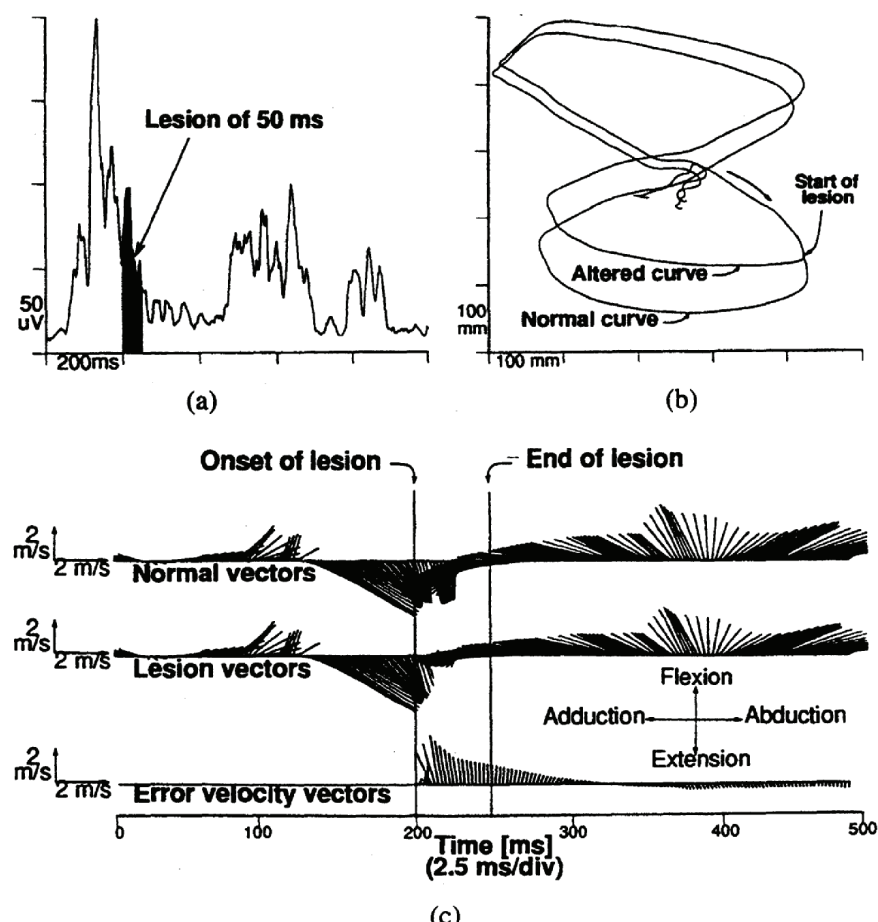 Lesion of 50 ms
50
uV
200ms
(a)
Start of
lesion
Altered curve
Normal curve
100
mm
100 mm
(b)
Onset of lesion
End of lesion
2
m/s
2 m/s
Normal vectors
2
m/s
2 m/s
Lesion vectors
Flexion
Adduction
Abduction
Extension
2
m/s
2 m/s
Error velocity vectors
0
100
200
300
400
500
Time [ms]
(2.5 ms/div)
(c)